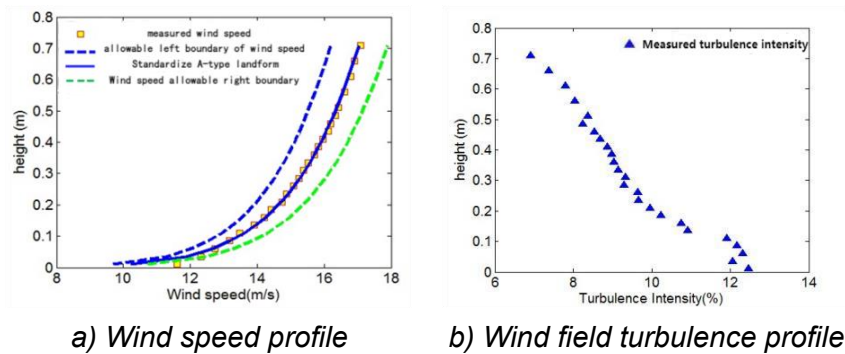 0.8
0.7
0.6
0.5
0.4
0.3
0.2
0.1
0
height (m)
measured wind speed
allowable left boundary of wind speed
Standardize A-type landform
Wind speed allowable right boundary
8 10 12 14 16 18
Wind speed(m/s)
a) Wind speed profile
0.8
0.7
0.6
0.5
0.4
0.3
0.2
0.1
0
height (m)
Measured turbulence intensity
6 8 10 12 14
Turbulence Intensity(%)
b) Wind field turbulence profile